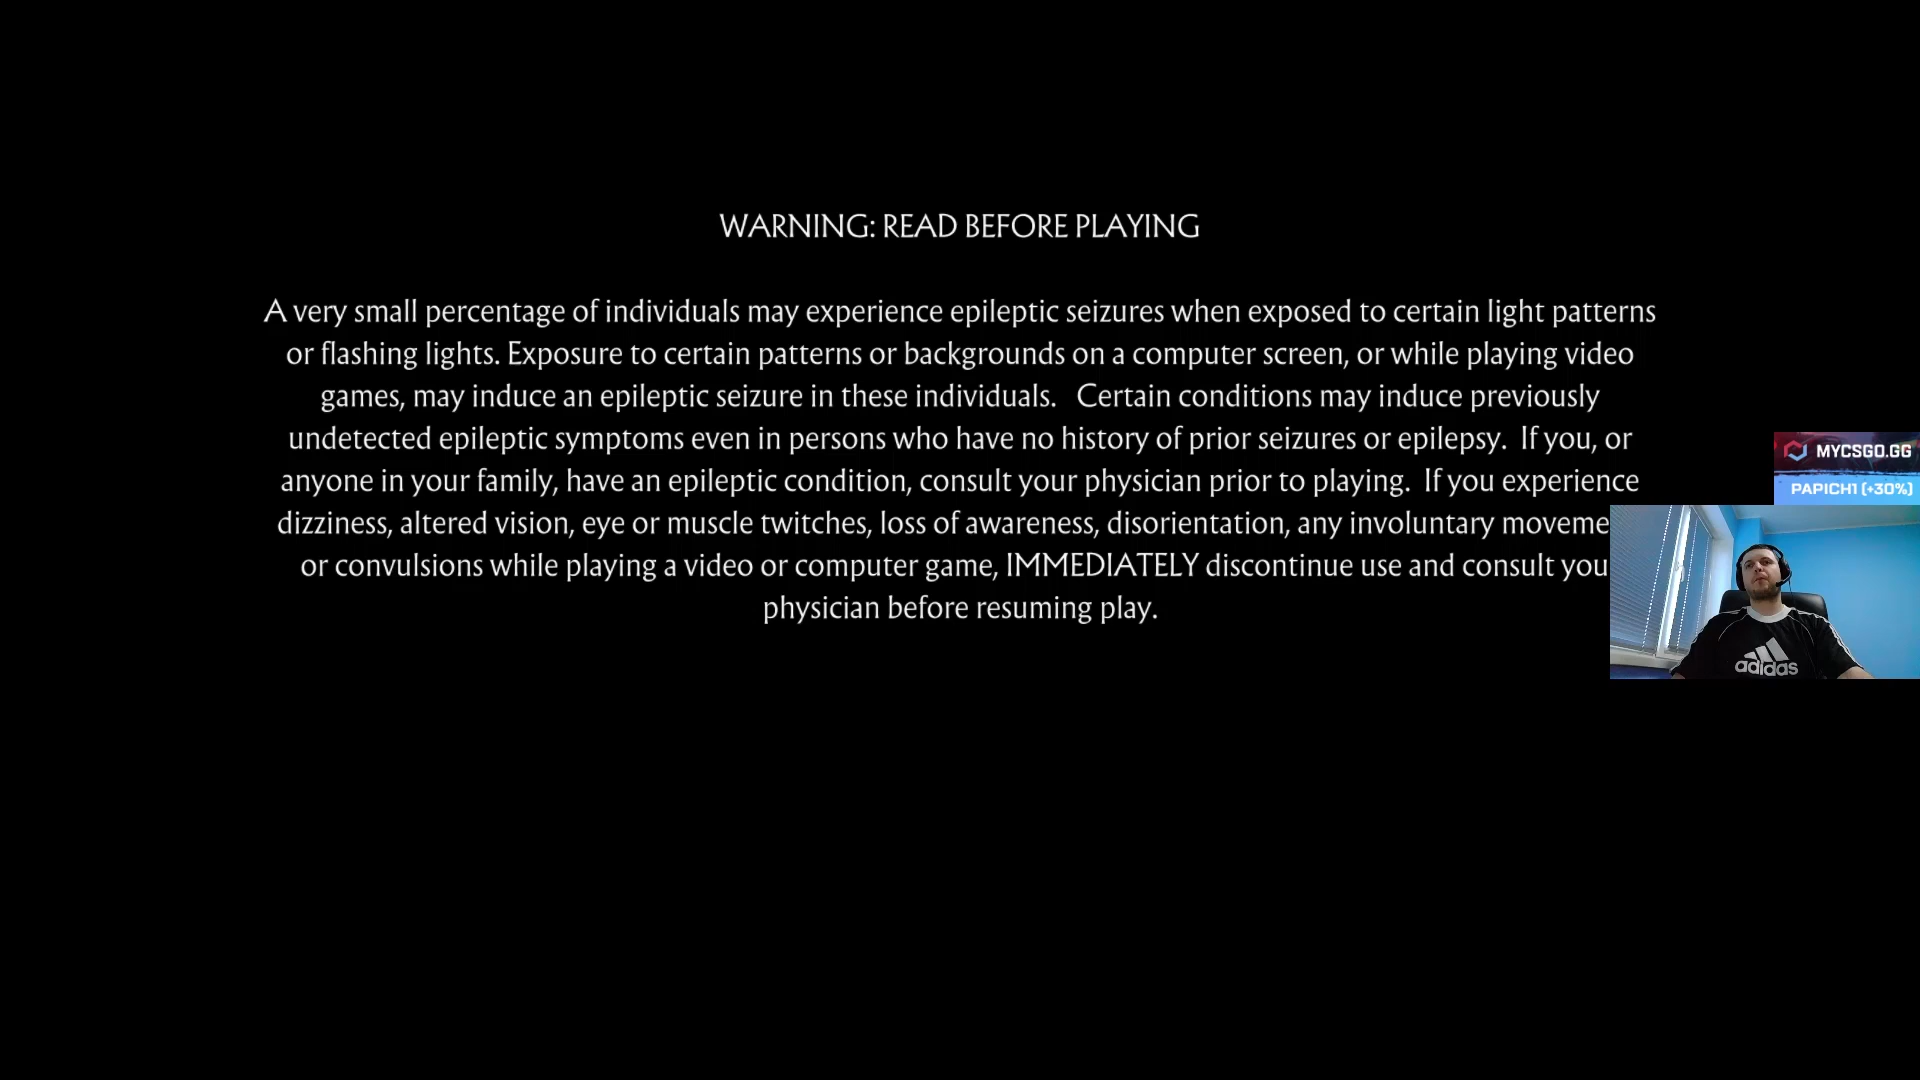 WARNING: READ BEFORE PLAYING
A very small percentage of individuals may experience epileptic seizures when exposed to certain light patterns
or flashing lights. Exposure to certain patterns or backgrounds on a computer screen, or while playing video
games, may induce an epileptic seizure in these individuals.   Certain conditions may induce previously
undetected epileptic symptoms even in persons who have no history of prior seizures or epilepsy.  If you, or
anyone in your family, have an epileptic condition, consult your physician prior to playing.  If you experience
dizziness, altered vision, eye or muscle twitches, loss of awareness, disorientation, any involuntary moveme
or convulsions while playing a video or computer game, IMMEDIATELY discontinue use and consult you
physician before resuming play.
MYCSGO.GG
PAPICH1 (+30%)
adidas